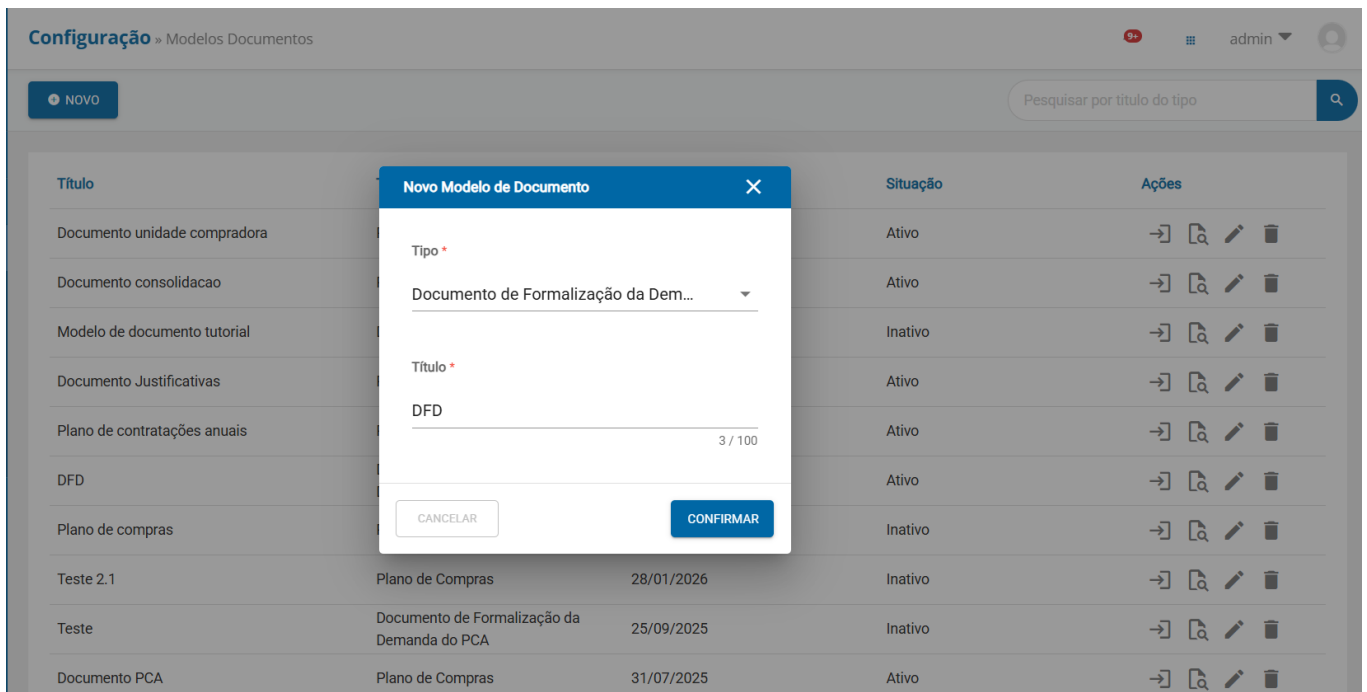 Configuração » Modelos Documentos
9+
admin
NOVO
Pesquisar por titulo do tipo
Título
Situação
Ações
Novo Modelo de Documento
Documento unidade compradora
Ativo
Tipo *
Documento consolidacao
Ativo
Documento de Formalização da Dem...
Modelo de documento tutorial
Inativo
Título *
Documento Justificativas
Ativo
DFD
3 / 100
Plano de contratações anuais
Ativo
DFD
Ativo
CANCELAR
CONFIRMAR
Plano de compras
Inativo
Teste 2.1
Plano de Compras
28/01/2026
Inativo
Teste
Documento de Formalização da
Demanda do PCA
25/09/2025
Inativo
Documento PCA
Plano de Compras
31/07/2025
Ativo